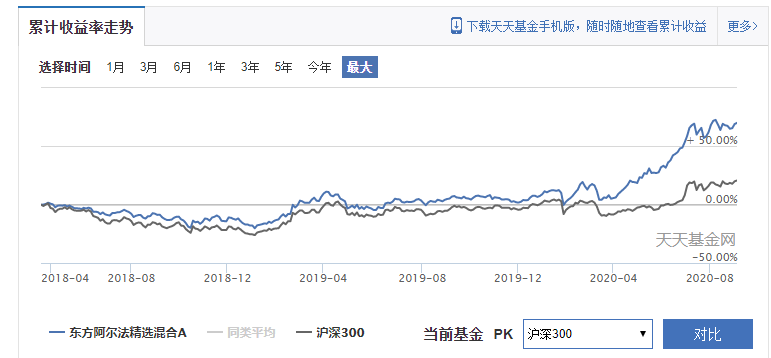 累计收益率走势
下载天天基金手机版，随时随地查看累计收益 更多>
选择时间 1月 3月 6月 1年 3年 5年 今年 最大
+ 50.00%
0.00%
天天基金网
-50.00%
2018-04 2018-08 2018-12 2019-04 2019-08 2019-12 2020-04 2020-08
东方阿尔法精选混合A 同类平均 沪深300 当前基金 PK 沪深300 ▼ 对比